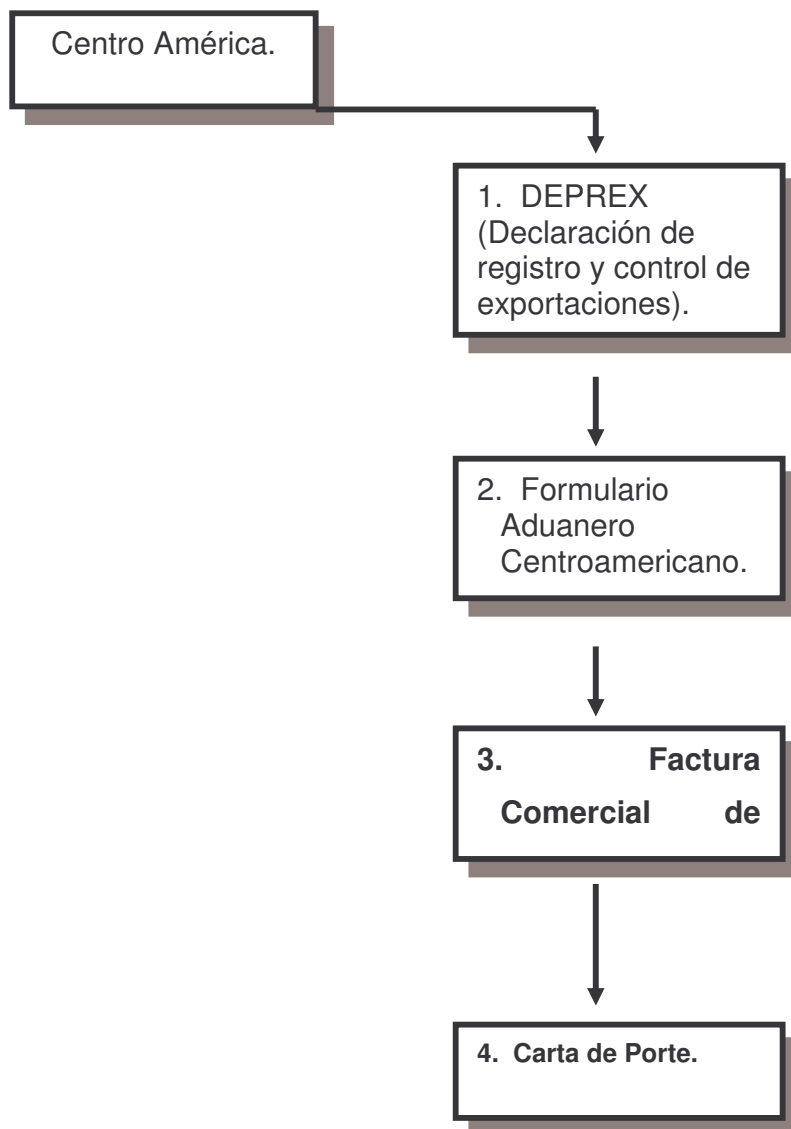 Centro América.
1. DEPREX
(Declaración de
registro y control de
exportaciones).
2. Formulario
Aduanero
Centroamericano.
3. Factura
Comercial de
4. Carta de Porte.